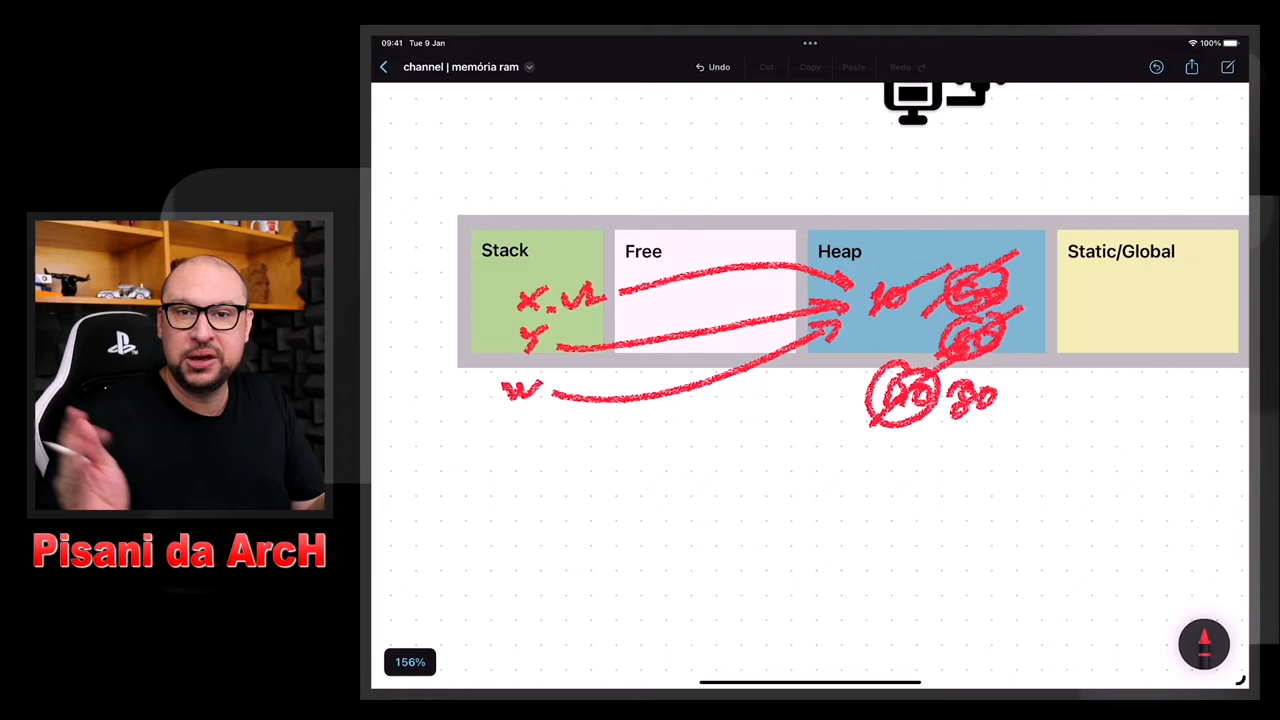 09:41 Tue 9 Jan
100%
channel | memória ram
Undo Cut Copy Paste Redo
Stack Free Heap Static/Global
X.
10
Y
W
80
156%
Pisani da ArcH